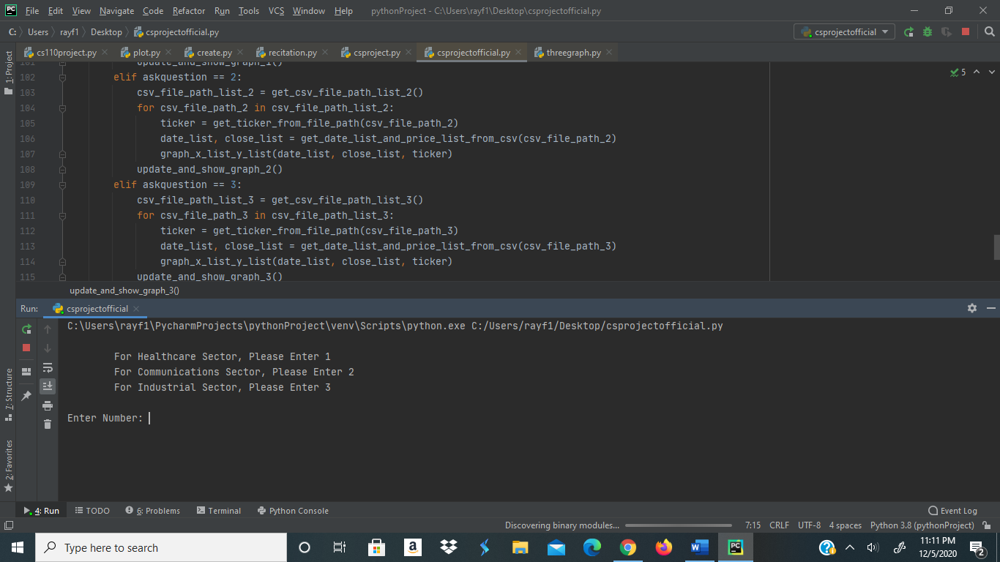 PC File Edit View Navigate Code Refactor Run Tools VCS Window Help pythonProject - C:\Users\rayf1\Desktop\csprojectofficial.py
C: Users rayf1 Desktop csprojectofficial.py csprojectofficial
cs110project.py plot.py create.py recitation.py csproject.py csprojectofficial.py threegraph.py
1: Project
101 update_and_show_graph_1()
102 elif askquestion == 2: 5
103 csv_file_path_list_2 = get_csv_file_path_list_2()
104 for csv_file_path_2 in csv_file_path_list_2:
105 ticker = get_ticker_from_file_path(csv_file_path_2)
106 date_list, close_list = get_date_list_and_price_list_from_csv(csv_file_path_2)
107 graph_x_list_y_list(date_list, close_list, ticker)
108 update_and_show_graph_2()
109 elif askquestion == 3:
110 csv_file_path_list_3 = get_csv_file_path_list_3()
111 for csv_file_path_3 in csv_file_path_list_3:
112 ticker = get_ticker_from_file_path(csv_file_path_3)
113 date_list, close_list = get_date_list_and_price_list_from_csv(csv_file_path_3)
114 graph_x_list_y_list(date_list, close_list, ticker)
115 update_and_show_graph_3()
update_and_show_graph_3()
Run: csprojectofficial
C:\Users\rayf1\PycharmProjects\pythonProject\venv\Scripts\python.exe C:/Users/rayf1/Desktop/csprojectofficial.py
For Healthcare Sector, Please Enter 1
For Communications Sector, Please Enter 2
For Industrial Sector, Please Enter 3
Enter Number:
7: Structure
2: Favorites
4: Run TODO 6: Problems Terminal Python Console Event Log
Discovering binary modules... 7:15 CRLF UTF-8 4 spaces Python 3.8 (pythonProject)
Type here to search
11:11 PM
12/5/2020
2